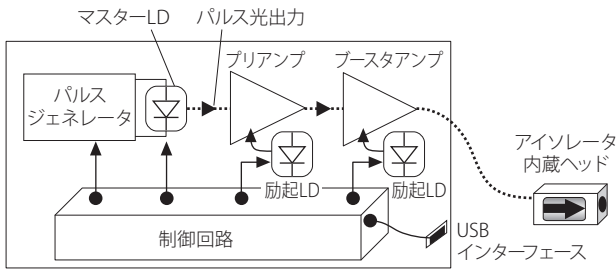 マスターLD
パルス光出力
プリアンプ
ブースタアンプ
パルス
ジェネレータ
アイソレータ
内蔵ヘッド
励起LD
励起LD
制御回路
USB
インターフェース